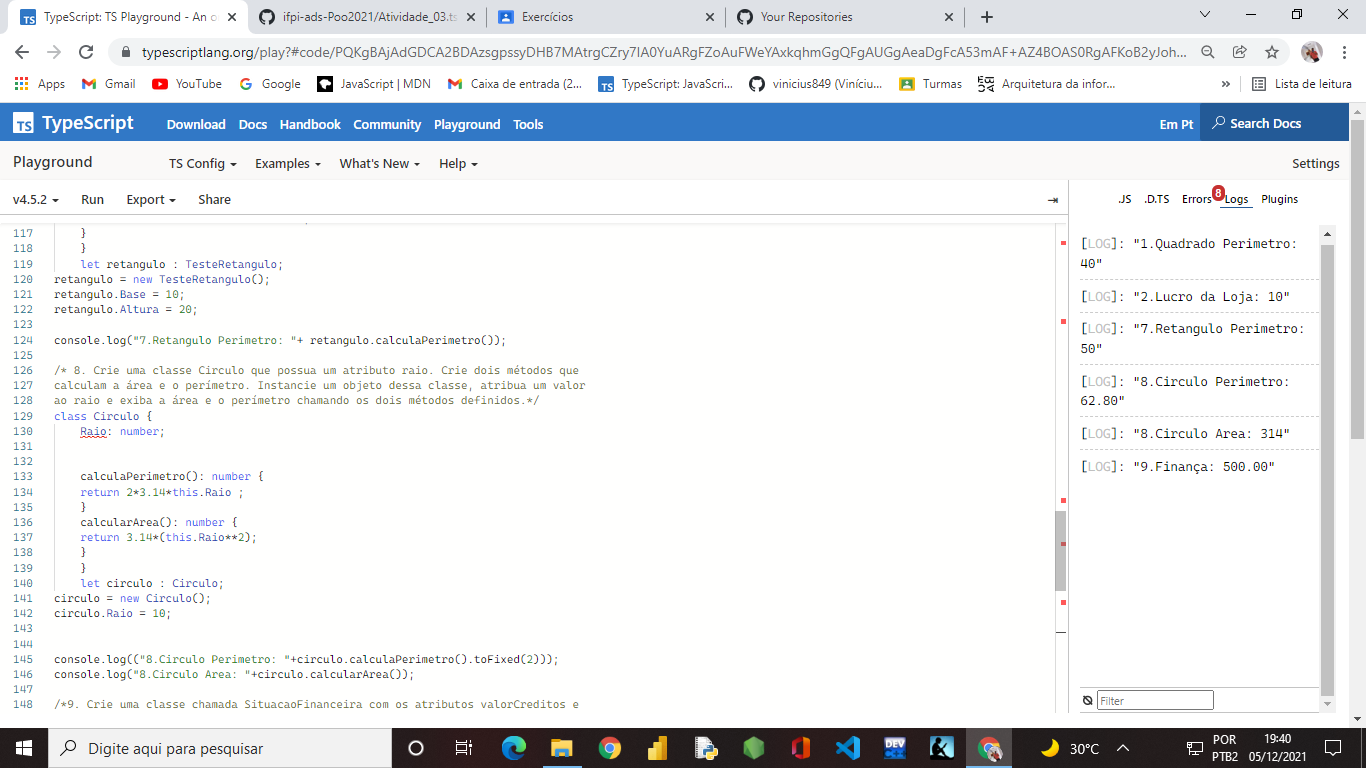 TypeScript: TS Playground - An o
ifpi-ads-Poo2021/Atividade_03.ts
Exercícios
Your Repositories
typescriptlang.org/play?#code/PQKgBAjAdGDCA2BDAzsgpssyDHB7MAtrgCZry7IA0YuARgFZoAuFWeYAxkqhmGgQFgAUGgAeaDgFcA53mAF+AZ4BOAS0RgAFKoB2yJoh...
Apps
Gmail
YouTube
Google
JavaScript | MDN
Caixa de entrada (2...
TypeScript: JavaScri...
vinicius849 (Viníciu...
Turmas
Arquitetura da infor...
»
Lista de leitura
TypeScript
Download
Docs
Handbook
Community
Playground
Tools
Em Pt
Search Docs
Playground
TS Config
Examples
What's New
Help
Settings
v4.5.2
Run
Export
Share
.JS
.D.TS
Errors
8
Logs
Plugins
117 }
118 }
119 let retangulo : TesteRetangulo;
120 retangulo = new TesteRetangulo();
121 retangulo.Base = 10;
122 retangulo.Altura = 20;
123
124 console.log("7.Retangulo Perimetro: "+ retangulo.calculaPerimetro());
125
126 /* 8. Crie uma classe Circulo que possua um atributo raio. Crie dois métodos que
127 calculam a área e o perímetro. Instancie um objeto dessa classe, atribua um valor
128 ao raio e exiba a área e o perímetro chamando os dois métodos definidos.*/
129 class Circulo {
130 Raio: number;
131
132
133 calculaPerimetro(): number {
134 return 2*3.14*this.Raio ;
135 }
136 calcularArea(): number {
137 return 3.14*(this.Raio**2);
138 }
139 }
140 let circulo : Circulo;
141 circulo = new Circulo();
142 circulo.Raio = 10;
143
144
145 console.log(("8.Circulo Perimetro: "+circulo.calculaPerimetro().toFixed(2)));
146 console.log("8.Circulo Area: "+circulo.calcularArea());
147
148 /*9. Crie uma classe chamada SituacaoFinanceira com os atributos valorCreditos e
[LOG]: "1.Quadrado Perimetro:
40"
[LOG]: "2.Lucro da Loja: 10"
[LOG]: "7.Retangulo Perimetro:
50"
[LOG]: "8.Circulo Perimetro:
62.80"
[LOG]: "8.Circulo Area: 314"
[LOG]: "9.Finança: 500.00"
Filter
Digite aqui para pesquisar
DEV
30°C
POR
PTB2
19:40
05/12/2021